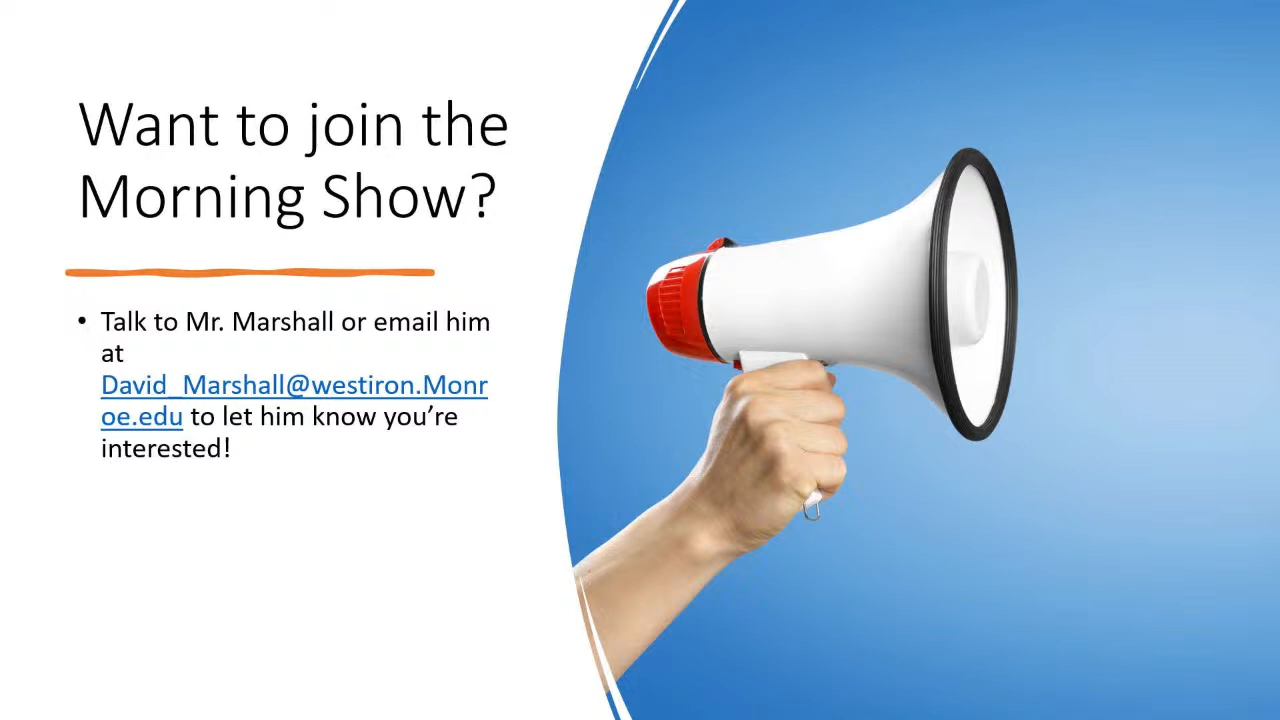 Want to join the
Morning Show?
• Talk to Mr. Marshall or email him
at
David_Marshall@westiron.Monr
oe.edu to let him know you’re
interested!